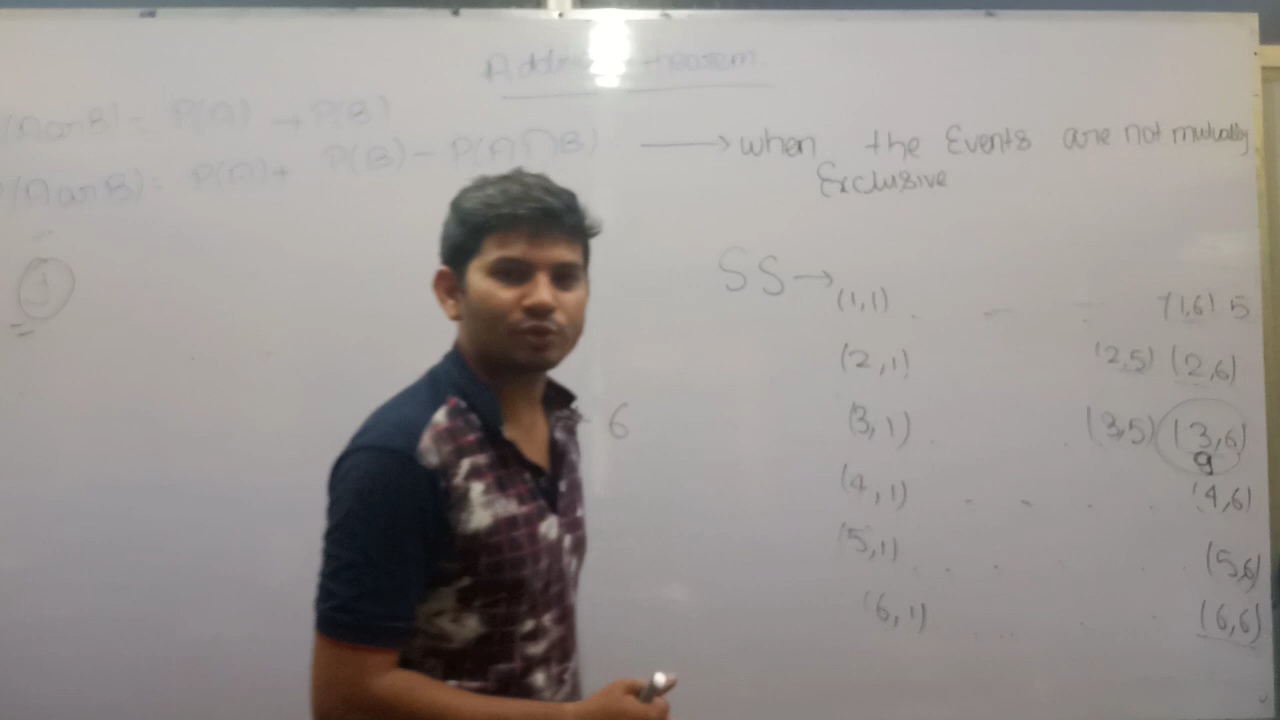 theorem
P(A or B) = P(A) + P(B)
P(A or B) = P(A) + P(B) - P(A∩B) → when the Events are not mutually
Exclusive
1
SS → (1,1) (1,6) 5
(2,1) (2,5) (2,6)
6 (3,1) (3,5) (3,6)
9
(4,1) (4,6)
(5,1) (5,6)
(6,1) (6,6)